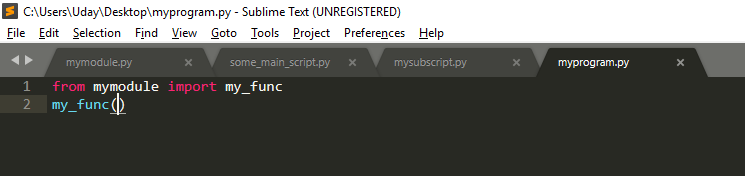 C:\Users\Uday\Desktop\myprogram.py - Sublime Text (UNREGISTERED)
File Edit Selection Find View Goto Tools Project Preferences Help
mymodule.py some_main_script.py mysubscript.py myprogram.py
1 from mymodule import my_func
2 my_func()